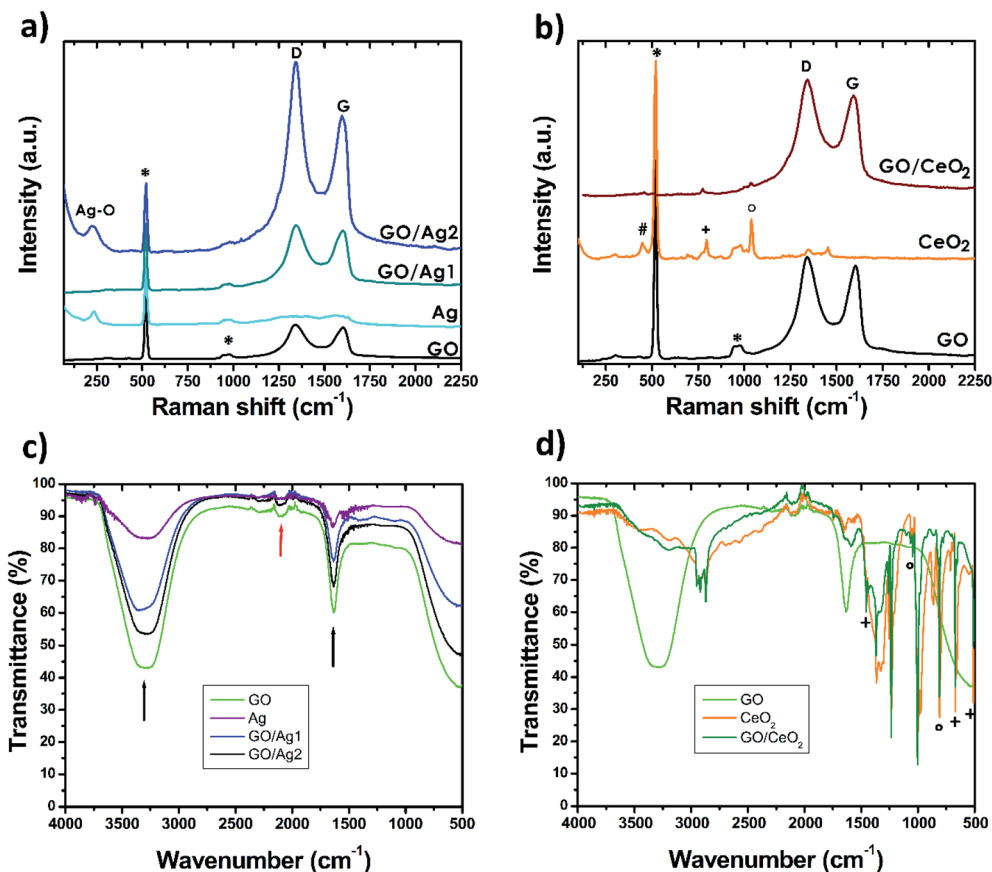 a)
D
G
*
Ag-O
GO/Ag2
GO/Ag1
Ag
*
GO
Intensity (a.u.)
250 500 750 1000 1250 1500 1750 2000 2250
Raman shift (cm⁻¹)
b)
*
D
G
GO/CeO₂
#
+
o
CeO₂
*
GO
Intensity (a.u.)
250 500 750 1000 1250 1500 1750 2000 2250
Raman shift (cm⁻¹)
c)
100
90
80
70
60
50
40
30
20
10
0
Transmittance (%)
GO
Ag
GO/Ag1
GO/Ag2
4000 3500 3000 2500 2000 1500 1000 500
Wavenumber (cm⁻¹)
d)
100
90
80
70
60
50
40
30
20
10
0
Transmittance (%)
o
+
GO
CeO₂
GO/CeO₂
o
+
+
4000 3500 3000 2500 2000 1500 1000 500
Wavenumber (cm⁻¹)